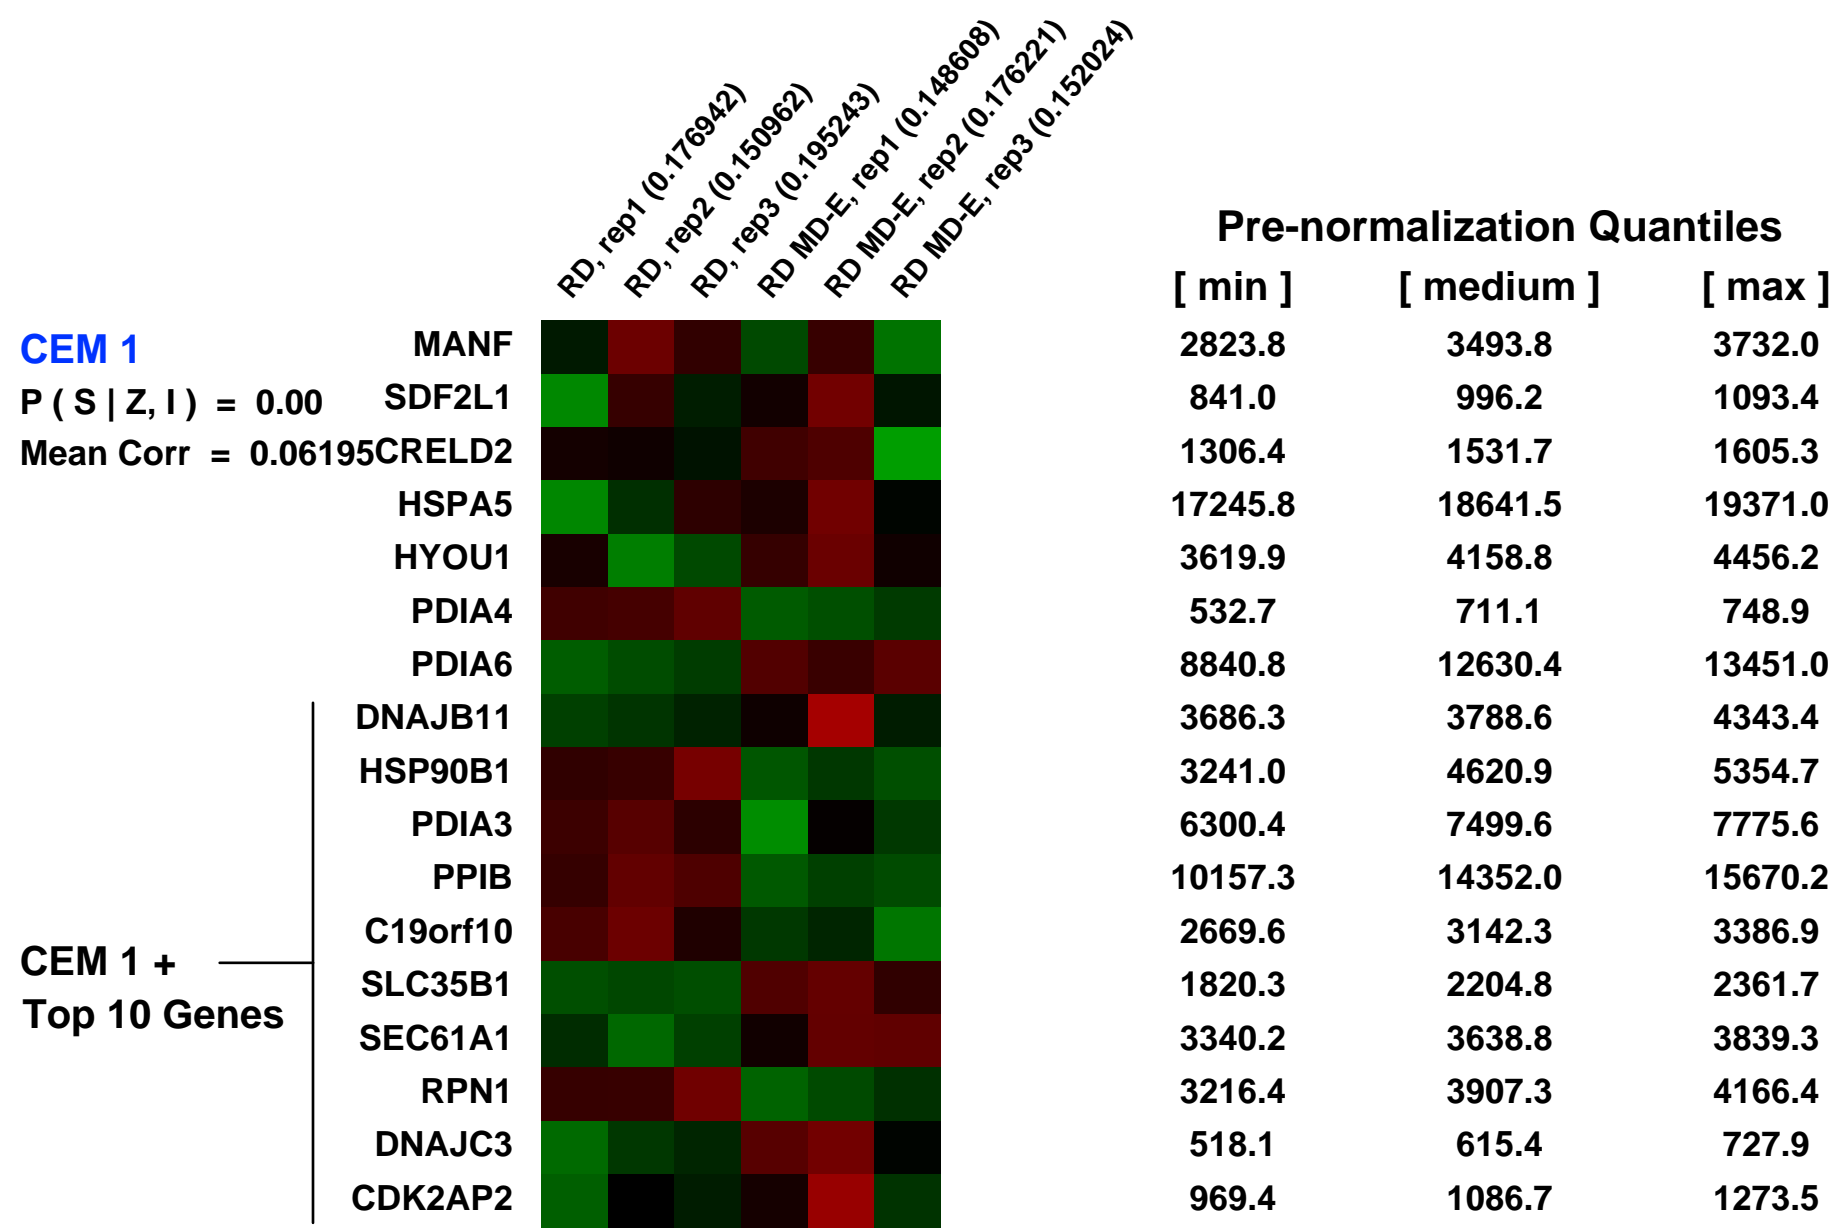 RD, rep1 (0.176942)
RD, rep2 (0.150962)
RD, rep3 (0.195243)
RD MD-E, rep1 (0.148608)
RD MD-E, rep2 (0.176221)
RD MD-E, rep3 (0.152024)
Pre-normalization Quantiles
[ min ] [ medium ] [ max ]
CEM 1 MANF 2823.8 3493.8 3732.0
P ( S | Z, I ) = 0.00 SDF2L1 841.0 996.2 1093.4
Mean Corr = 0.06195 CRELD2 1306.4 1531.7 1605.3
HSPA5 17245.8 18641.5 19371.0
HYOU1 3619.9 4158.8 4456.2
PDIA4 532.7 711.1 748.9
PDIA6 8840.8 12630.4 13451.0
DNAJB11 3686.3 3788.6 4343.4
HSP90B1 3241.0 4620.9 5354.7
PDIA3 6300.4 7499.6 7775.6
PPIB 10157.3 14352.0 15670.2
C19orf10 2669.6 3142.3 3386.9
CEM 1 +
SLC35B1 1820.3 2204.8 2361.7
Top 10 Genes
SEC61A1 3340.2 3638.8 3839.3
RPN1 3216.4 3907.3 4166.4
DNAJC3 518.1 615.4 727.9
CDK2AP2 969.4 1086.7 1273.5